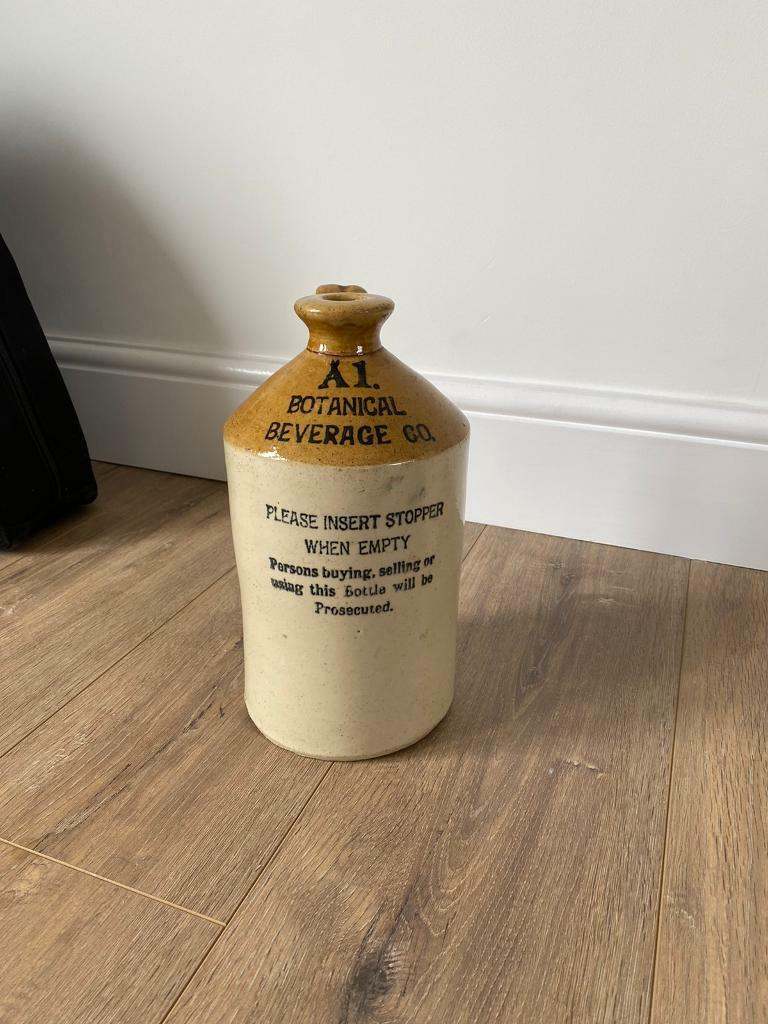 A1.
BOTANICAL
BEVERAGE CO.
PLEASE INSERT STOPPER
WHEN EMPTY
Persons buying, selling or
using this Bottle will be
Prosecuted.